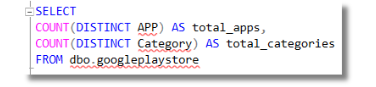 SELECT
COUNT(DISTINCT APP) AS total_apps,
COUNT(DISTINCT Category) AS total_categories
FROM dbo.googleplaystore